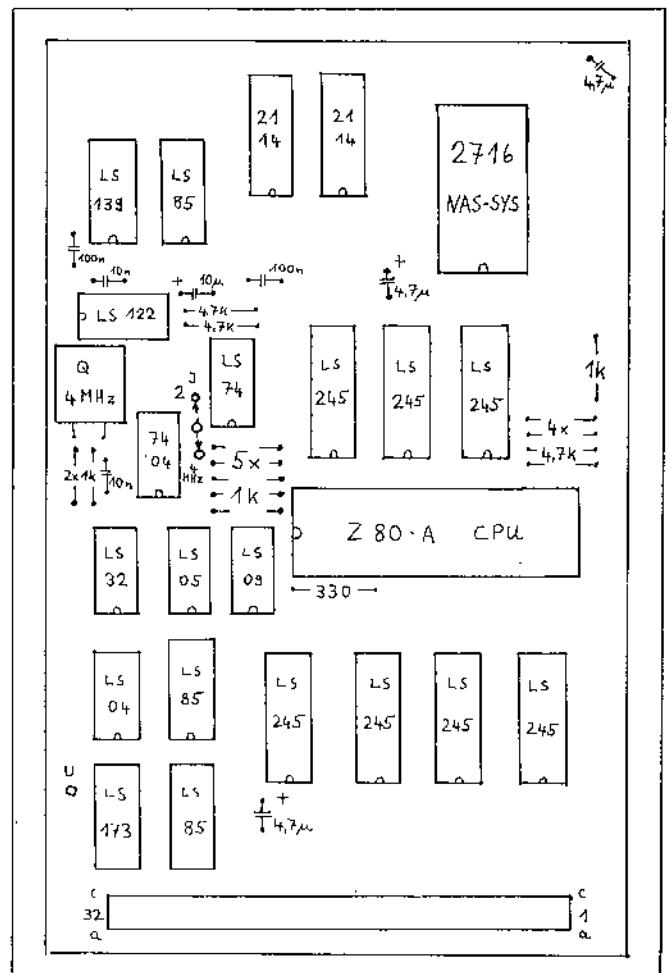 4,7µ
21
14
21
14
2716
NAS-SYS
LS
139
LS
85
100n
10n
+
10µ
100n
+
4,7µ
4,7k
4,7k
LS 122
Q
4 MHz
J
2
4
MHz
LS
74
LS
245
LS
245
LS
245
1k
74
04
2x1k
10n
5x
1k
4x
4,7k
Z 80·A CPU
330
LS
32
LS
05
LS
09
LS
04
LS
85
LS
245
LS
245
LS
245
LS
245
U
LS
173
LS
85
+
4,7µ
c
32
a
c
1
a